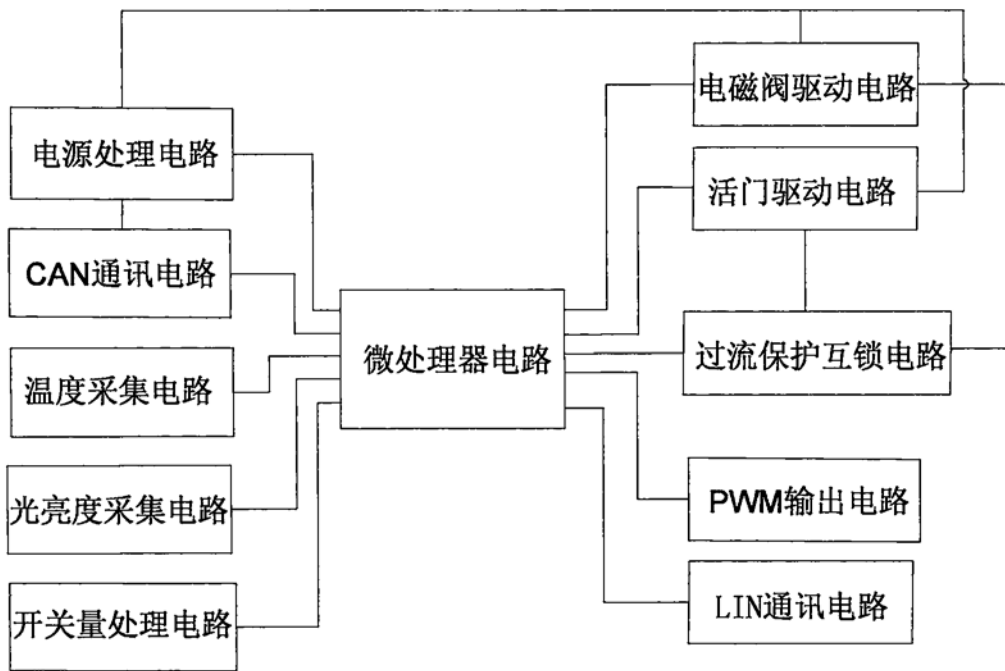 电源处理电路
CAN通讯电路
温度采集电路
光亮度采集电路
开关量处理电路
微处理器电路
电磁阀驱动电路
活门驱动电路
过流保护互锁电路
PWM输出电路
LIN通讯电路